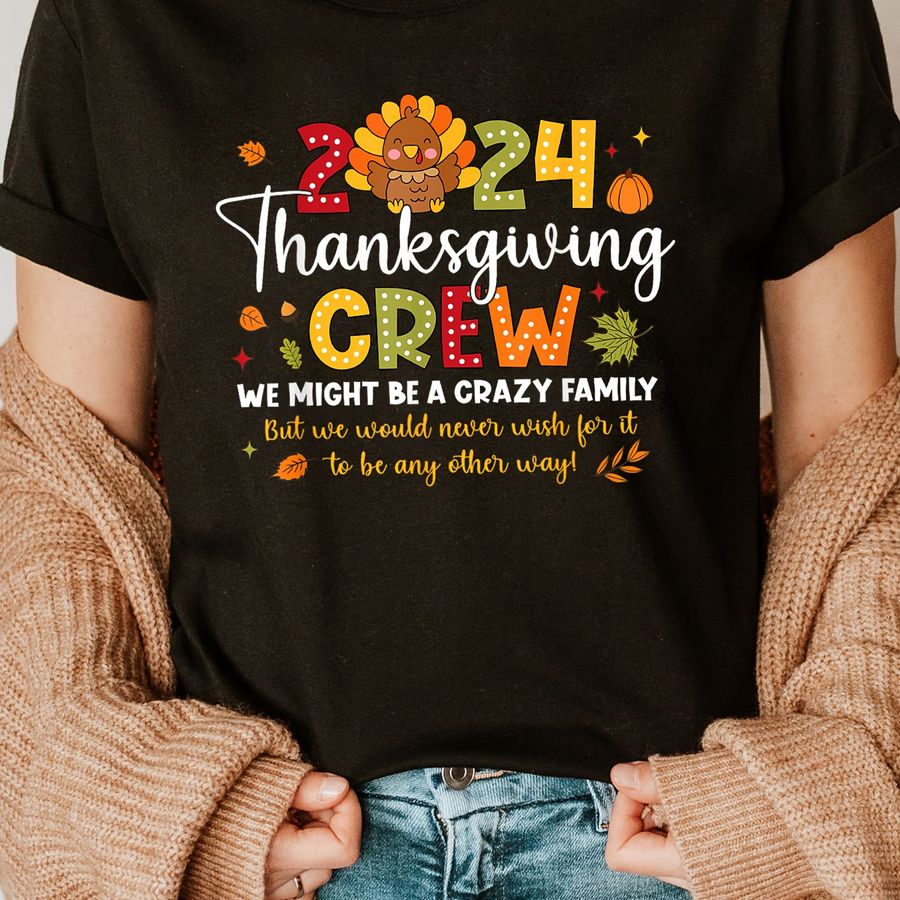 2024
Thanksgiving
CREW
WE MIGHT BE A CRAZY FAMILY
But we would never wish for it
to be any other way!